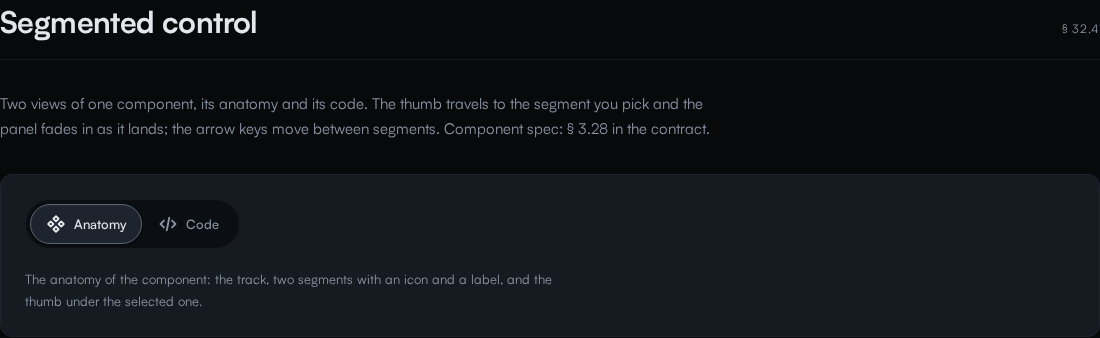 Segmented control
§ 32.4
Two views of one component, its anatomy and its code. The thumb travels to the segment you pick and the
panel fades in as it lands; the arrow keys move between segments. Component spec: § 3.28 in the contract.
Anatomy
Code
The anatomy of the component: the track, two segments with an icon and a label, and the
thumb under the selected one.